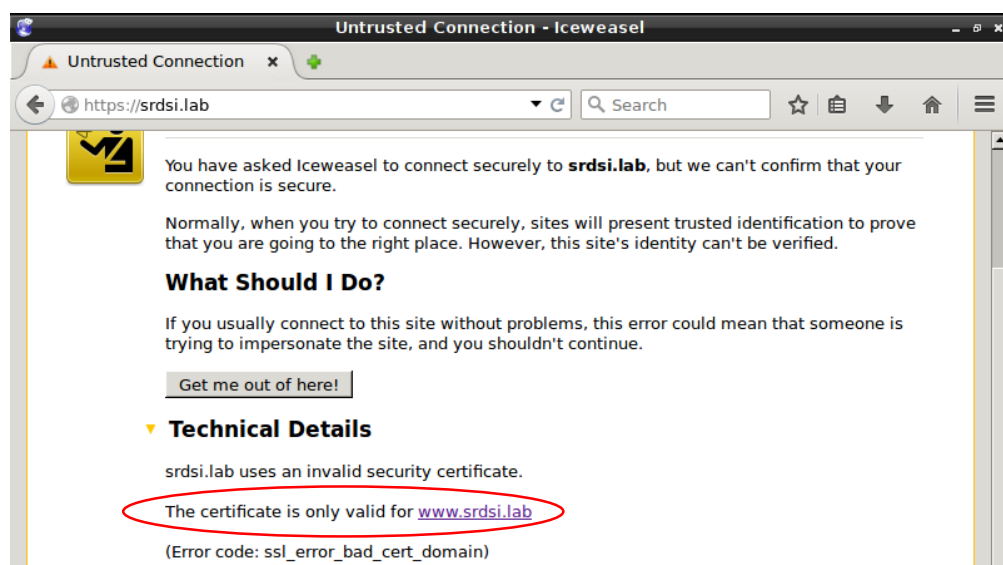 Untrusted Connection - Iceweasel
Untrusted Connection
https://srdsi.lab
Search
You have asked Iceweasel to connect securely to srdsi.lab, but we can't confirm that your
connection is secure.
Normally, when you try to connect securely, sites will present trusted identification to prove
that you are going to the right place. However, this site's identity can't be verified.
What Should I Do?
If you usually connect to this site without problems, this error could mean that someone is
trying to impersonate the site, and you shouldn't continue.
Get me out of here!
Technical Details
srdsi.lab uses an invalid security certificate.
The certificate is only valid for www.srdsi.lab
(Error code: ssl_error_bad_cert_domain)